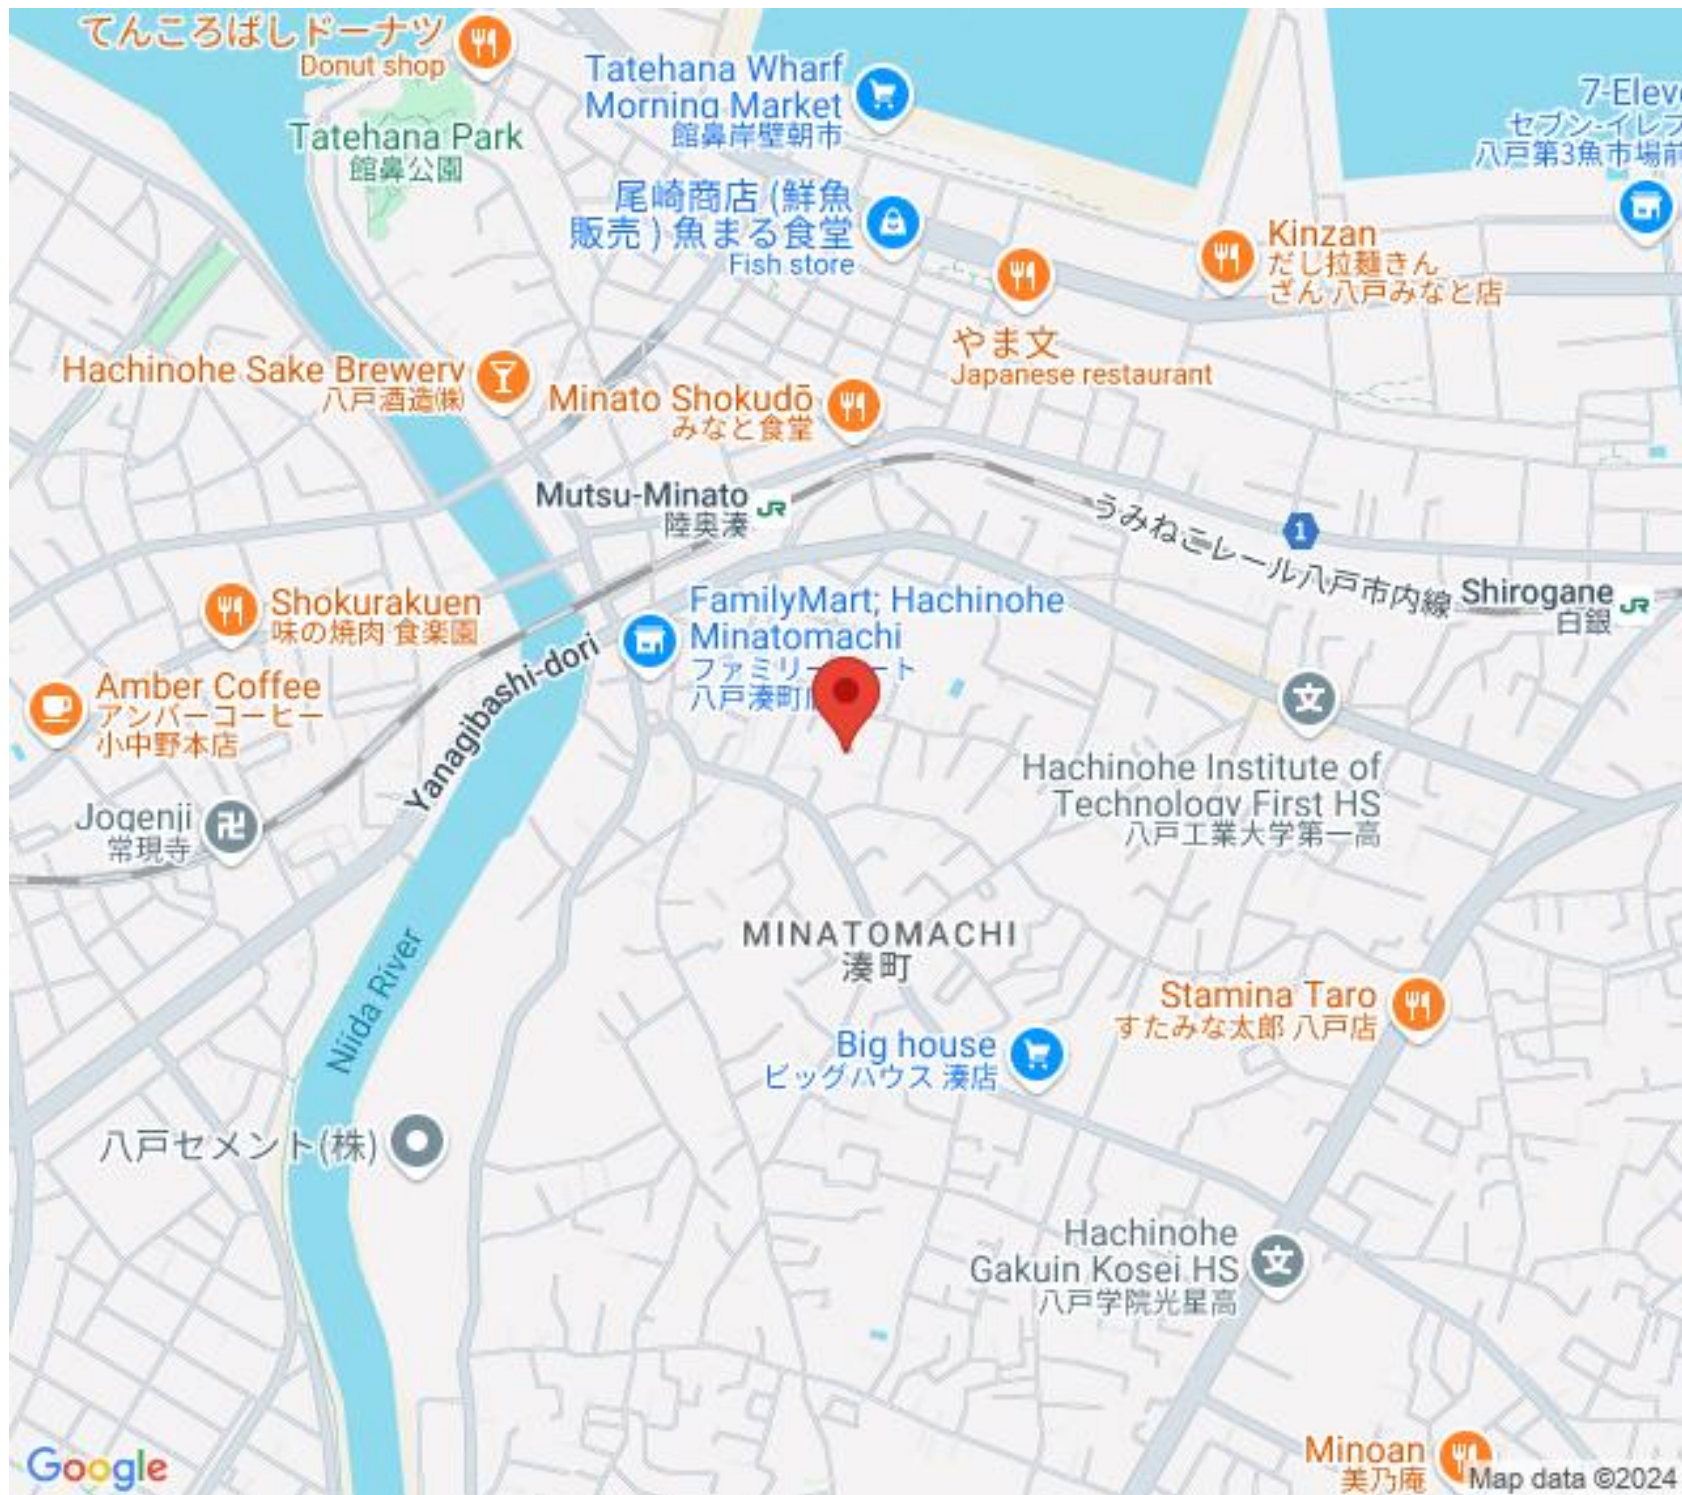 てんころばしドーナツ
Donut shop
Tatehana Park
館鼻公園
Tatehana Wharf
Morning Market
館鼻岸壁朝市
7-Eleve
セブン-イレブ
八戸第3魚市場前
尾崎商店 (鮮魚
販売 ) 魚まる食堂
Fish store
Kinzan
だし拉麺きん
ざん 八戸みなと店
やま文
Japanese restaurant
Hachinohe Sake Brewery
八戸酒造㈱
Minato Shokudō
みなと食堂
Mutsu-Minato
陸奥湊
JR
1
うみねこレール八戸市内線
Shirogane
白銀
JR
Shokurakuen
味の焼肉 食楽園
FamilyMart; Hachinohe
Minatomachi
ファミリーマート
八戸湊町
Amber Coffee
アンバーコーヒー
小中野本店
Yanagibashi-dori
Hachinohe Institute of
Technology First HS
八戸工業大学第一高
文
Jogenji
常現寺
卍
MINATOMACHI
湊町
Niida River
Stamina Taro
すたみな太郎 八戸店
Big house
ビッグハウス 湊店
八戸セメント(株)
Hachinohe
Gakuin Kosei HS
八戸学院光星高
文
Minoan
美乃庵
Google
Map data ©2024